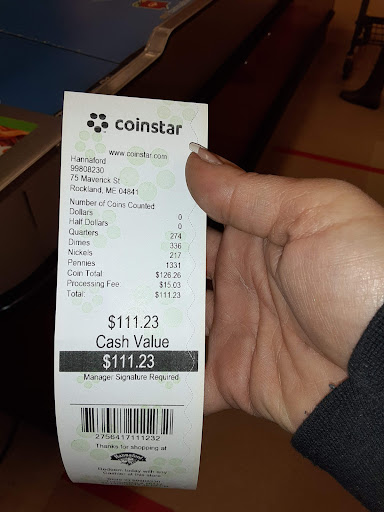 coinstar
www.coinstar.com
Hannaford
99808230
75 Maverick St
Rockland, ME 04841
Number of Coins Counted
Dollars 0
Half Dollars 0
Quarters 274
Dimes 336
Nickels 217
Pennies 1331
Coin Total $126.26
Processing Fee: $15.03
Total: $111.23
$111.23
Cash Value
$111.23
Manager Signature Required
2756417111232
Thanks for shopping at
Hannaford